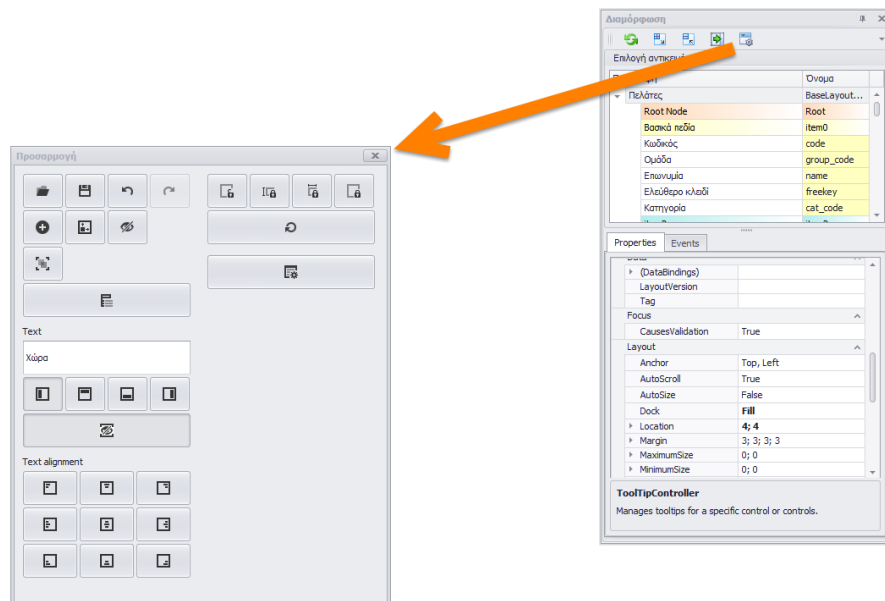 Διαμόρφωση
Επιλογή
Όνομα
Πελάτες BaseLayout...
Root Node Root
Βασικά πεδία item0
Κωδικός code
Ομάδα group_code
Επωνυμία name
Ελεύθερο κλειδί freekey
Κατηγορία cat_code
Properties Events
Data
(DataBindings)
LayoutVersion
Tag
Focus
CausesValidation True
Layout
Anchor Top, Left
AutoScroll True
AutoSize False
Dock Fill
Location 4; 4
Margin 3; 3; 3; 3
MaximumSize 0; 0
MinimumSize 0; 0
ToolTipController
Manages tooltips for a specific control or controls.
Προσαρμογή
Text
Χώρα
Text alignment